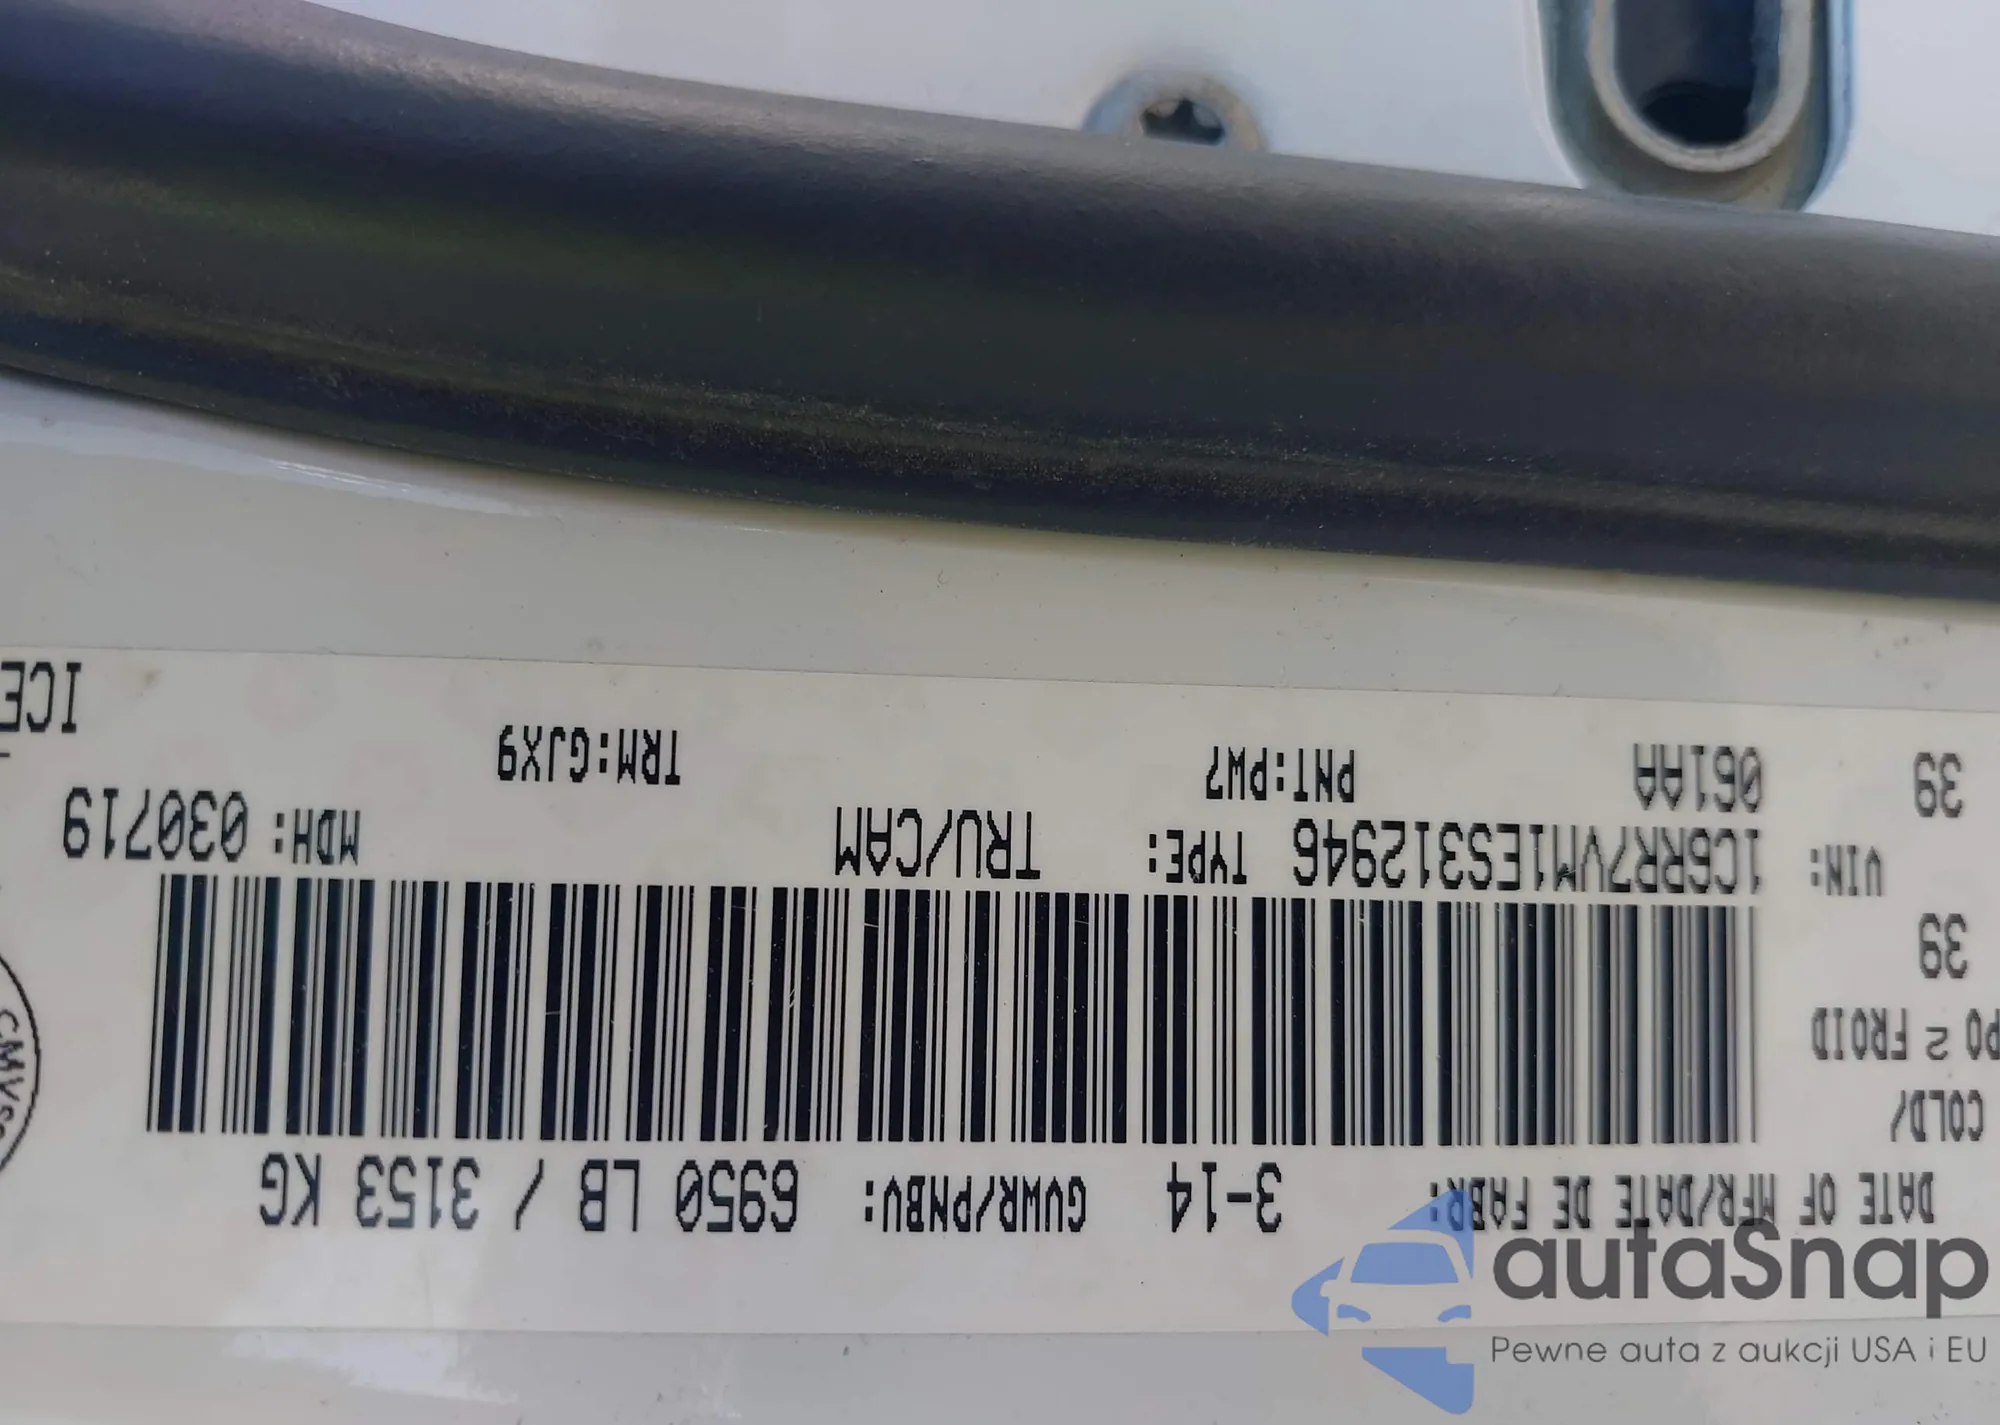 DATE OF MFR/DATE DE FABR: 3-14 GVWR/PNBV: 6950 LB / 3153 KG
COLD/
PO 2 FROID
39
VIN: 1C6RR7VM1ES312946 TYPE: TRU/CAM MDH: 030719
39 061AA PNT:PW7 TRM:GJX9
ICE
autaSnap
Pewne auta z aukcji USA i EU